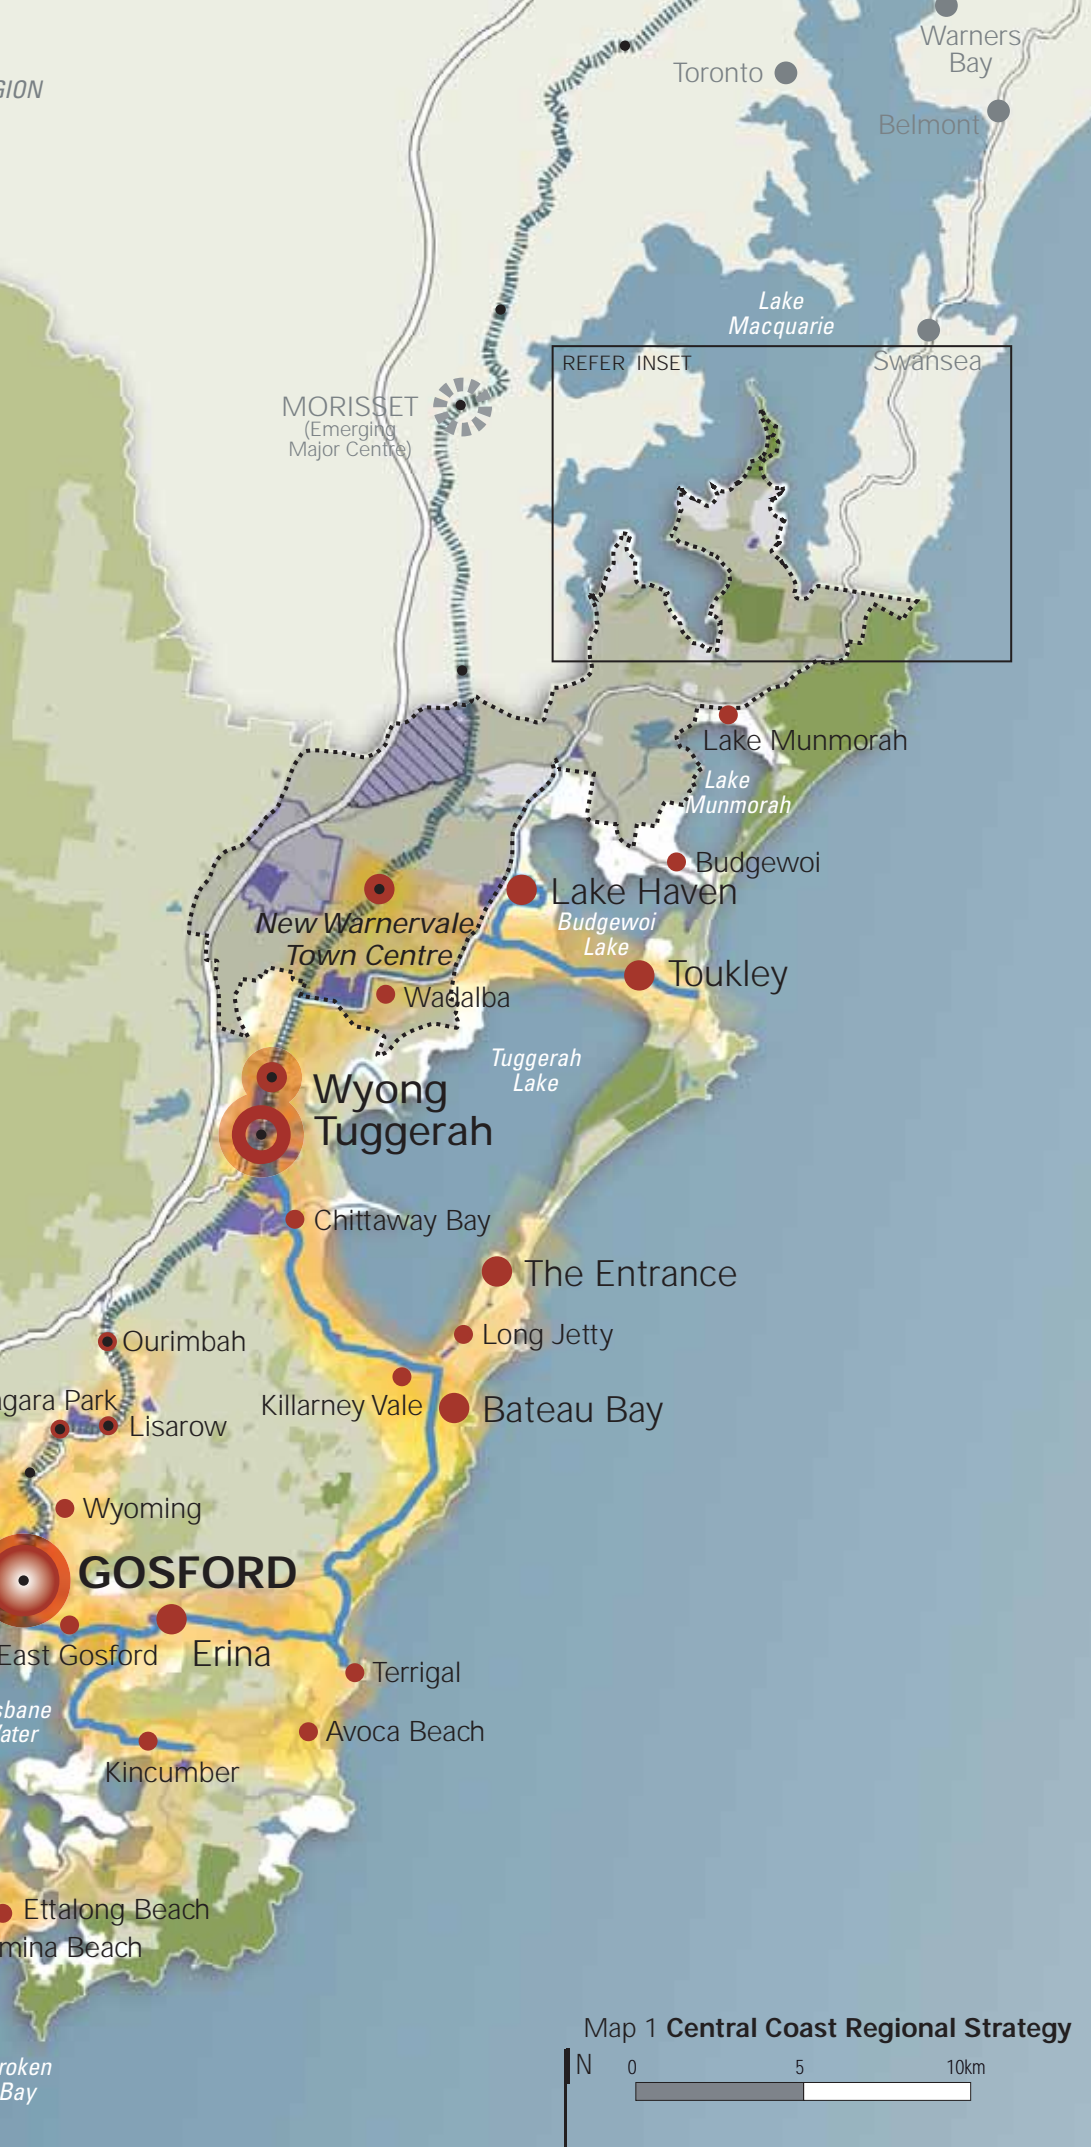 Warners
Bay
Toronto
GION
Belmont
Lake
Macquarie
REFER INSET
Swansea
MORISSET
(Emerging
Major Centre)
Lake Munmorah
Lake
Munmorah
Budgewoi
Lake Haven
New Warnervale
Town Centre
Budgewoi
Lake
Toukley
Wadalba
Tuggerah
Lake
Wyong
Tuggerah
Chittaway Bay
The Entrance
Long Jetty
Ourimbah
Killarney Vale
Bateau Bay
agara Park
Lisarow
Wyoming
GOSFORD
East Gosford
Erina
Terrigal
sbane
ater
Avoca Beach
Kincumber
Ettalong Beach
mina Beach
roken
Bay
Map 1 Central Coast Regional Strategy
N 0 5 10km